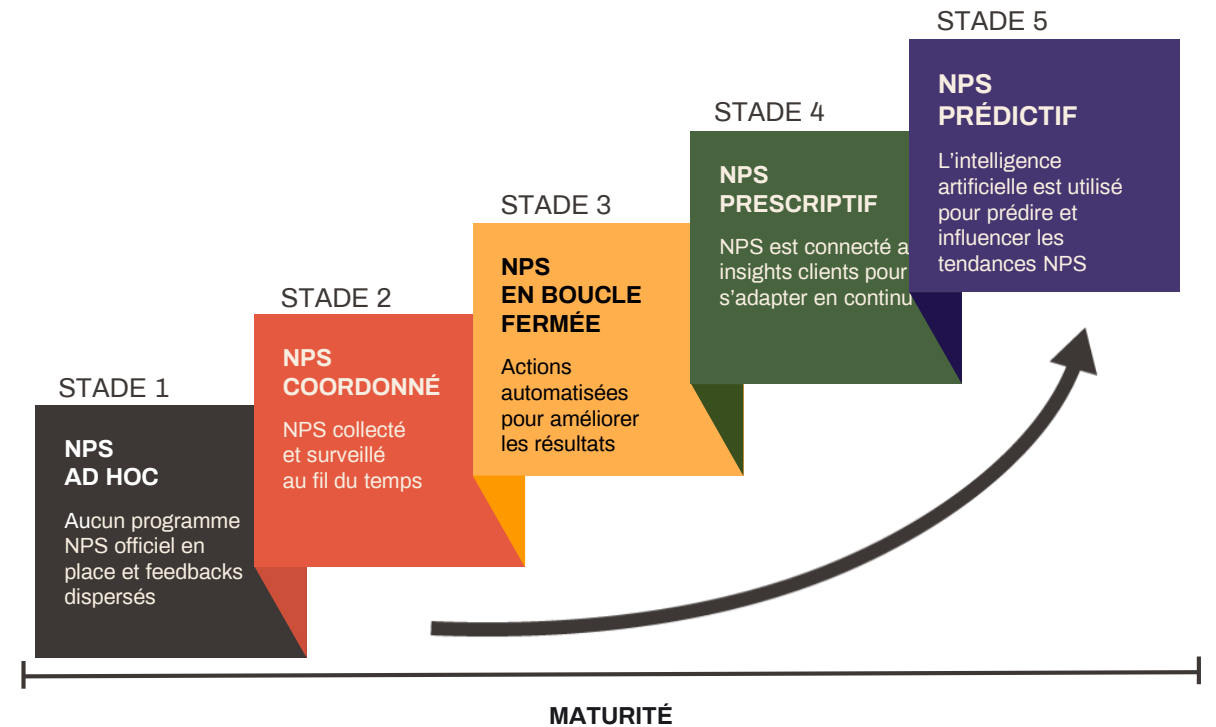 STADE 1
NPS
AD HOC
Aucun programme
NPS officiel en
place et feedbacks
dispersés
STADE 2
NPS
COORDONNÉ
NPS collecté
et surveillé
au fil du temps
STADE 3
NPS
EN BOUCLE
FERMÉE
Actions
automatisées
pour améliorer
les résultats
STADE 4
NPS
PRESCRIPTIF
NPS est connecté
insights clients pour
s’adapter en continu
STADE 5
NPS
PRÉDICTIF
L’intelligence
artificielle est utilisé
pour prédire et
influencer les
tendances NPS
MATURITÉ